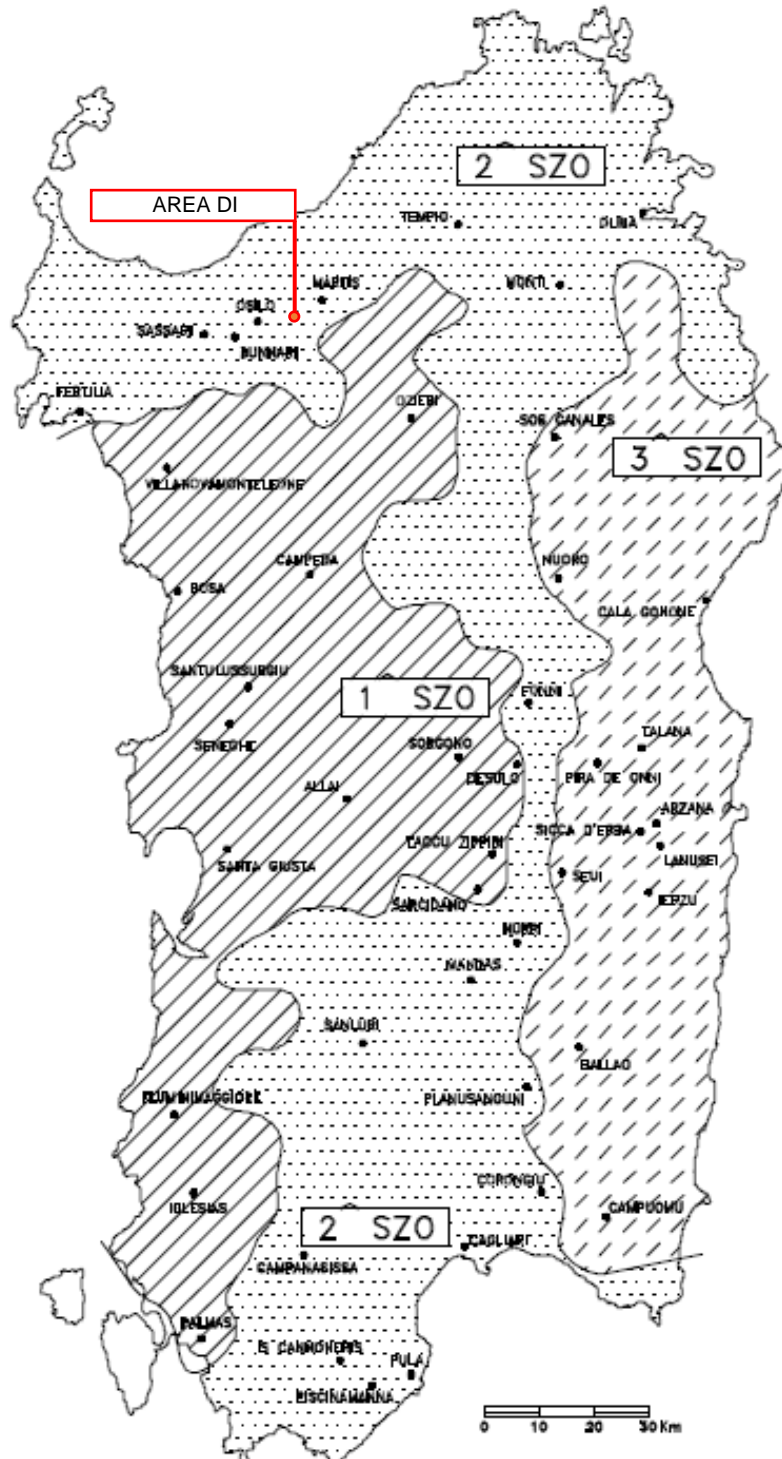 2 SZO
AREA DI
TEMPIO
OLBIA
MARTIS
MONTI
OSILO
SASSARI
BUNNARI
FERTILIA
OZIERI
SOS CANALES
3 SZO
VILLANOVAMONTELEONE
CAMPEDA
NUORO
BOSA
CALA GONONE
SANTULUSSURGIU
1 SZO
FONNI
SENEGHE
SORGONO
TALANA
DESULO
PIRA DE ONNI
ALLAI
ARZANA
SICCA D'ERBA
TACCU ZIPPIRI
LANUSEI
SANTA GIUSTA
SEUI
JERZU
SARCIDANO
NURRI
MANDAS
SANLURI
BALLAO
FLUMINIMAGGIORE
PLANUSANGUNI
CORONGIU
IGLESIAS
CAMPUOMU
2 SZO
CAGLIARI
CAMPANASISSA
PALMAS
IS CANNONERIS
PULA
PISCINAMANNA
0 10 20 30 Km